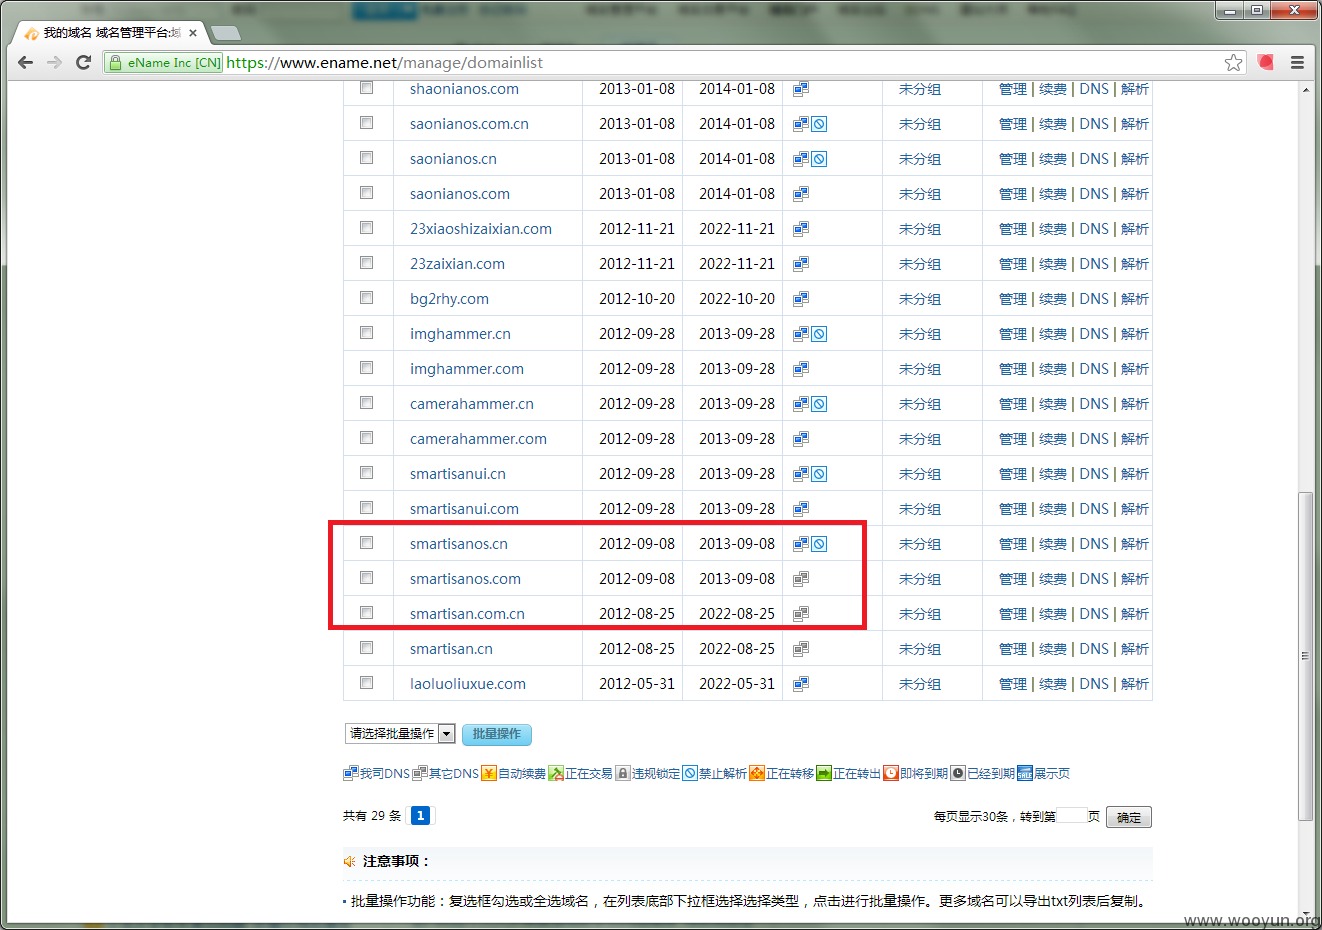 我的域名 域名管理平台:域
eName Inc [CN] https://www.ename.net/manage/domainlist
shaonianos.com 2013-01-08 2014-01-08 未分组 管理 | 续费 | DNS | 解析
saonianos.com.cn 2013-01-08 2014-01-08 未分组 管理 | 续费 | DNS | 解析
saonianos.cn 2013-01-08 2014-01-08 未分组 管理 | 续费 | DNS | 解析
saonianos.com 2013-01-08 2014-01-08 未分组 管理 | 续费 | DNS | 解析
23xiaoshizaixian.com 2012-11-21 2022-11-21 未分组 管理 | 续费 | DNS | 解析
23zaixian.com 2012-11-21 2022-11-21 未分组 管理 | 续费 | DNS | 解析
bg2rhy.com 2012-10-20 2022-10-20 未分组 管理 | 续费 | DNS | 解析
imghammer.cn 2012-09-28 2013-09-28 未分组 管理 | 续费 | DNS | 解析
imghammer.com 2012-09-28 2013-09-28 未分组 管理 | 续费 | DNS | 解析
camerahammer.cn 2012-09-28 2013-09-28 未分组 管理 | 续费 | DNS | 解析
camerahammer.com 2012-09-28 2013-09-28 未分组 管理 | 续费 | DNS | 解析
smartisanui.cn 2012-09-28 2013-09-28 未分组 管理 | 续费 | DNS | 解析
smartisanui.com 2012-09-28 2013-09-28 未分组 管理 | 续费 | DNS | 解析
smartisanos.cn 2012-09-08 2013-09-08 未分组 管理 | 续费 | DNS | 解析
smartisanos.com 2012-09-08 2013-09-08 未分组 管理 | 续费 | DNS | 解析
smartisan.com.cn 2012-08-25 2022-08-25 未分组 管理 | 续费 | DNS | 解析
smartisan.cn 2012-08-25 2022-08-25 未分组 管理 | 续费 | DNS | 解析
laoluoliuxue.com 2012-05-31 2022-05-31 未分组 管理 | 续费 | DNS | 解析
请选择批量操作 批量操作
我司DNS 其它DNS 自动续费 正在交易 违规锁定 禁止解析 正在转移 正在转出 即将到期 已经到期 展示页
共有 29 条 1 每页显示30条，转到第 页 确定
注意事项：
批量操作功能：复选框勾选或全选域名，在列表底部下拉框选择选择类型，点击进行批量操作。更多域名可以导出txt列表后复制。
www.wooyun.org